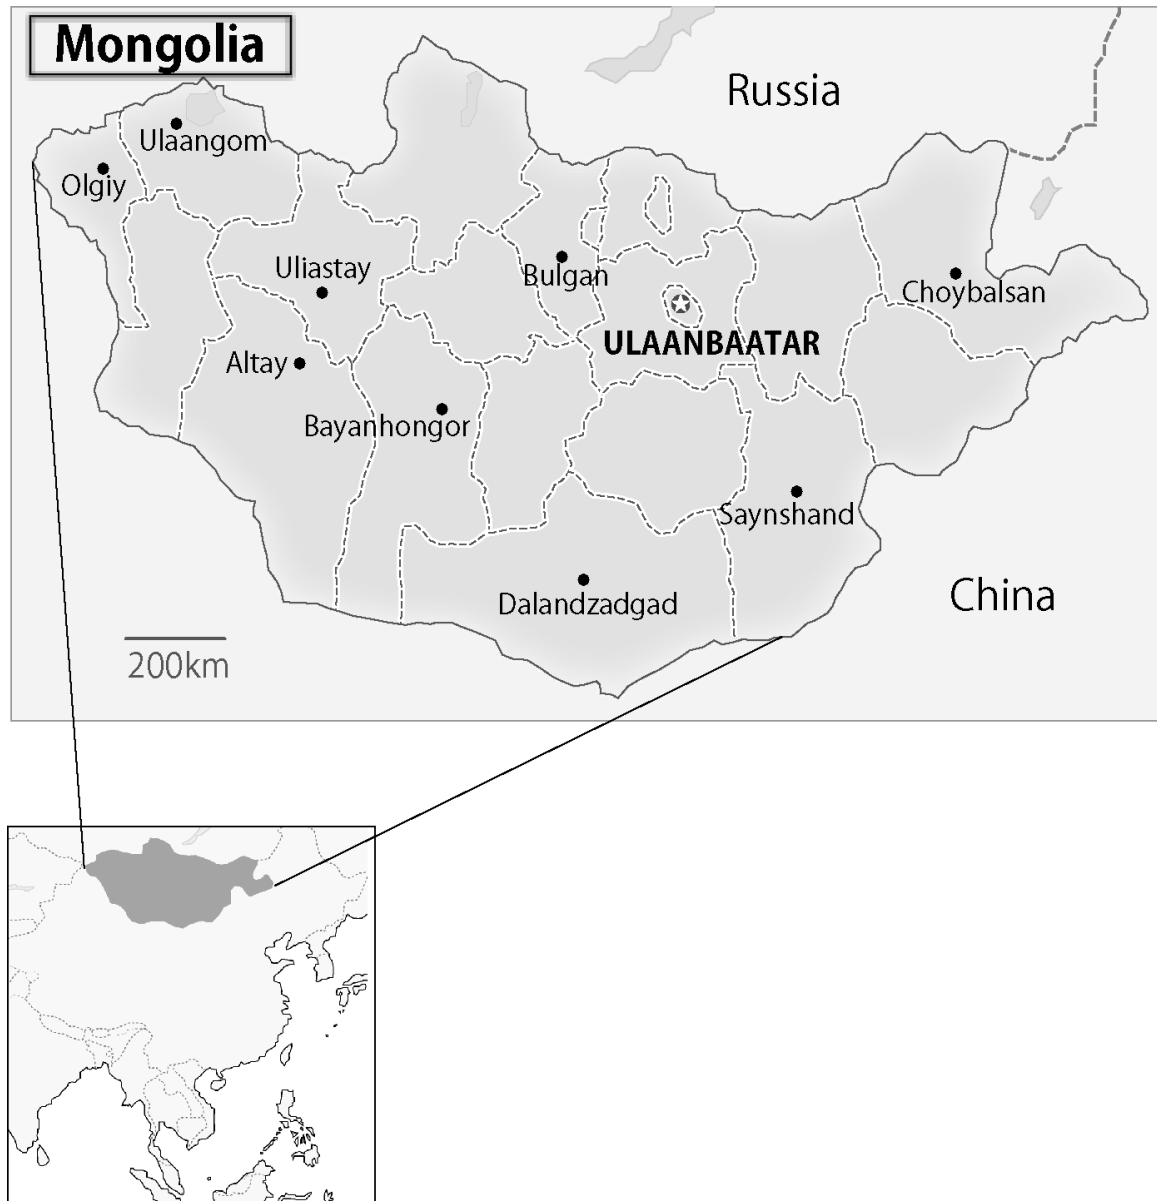 Mongolia
Russia
Ulaangom
Olgiy
Uliastay
Bulgan
Choybalsan
ULAANBAATAR
Altay
Bayanhongor
Saynshand
Dalandzadgad
China
200km